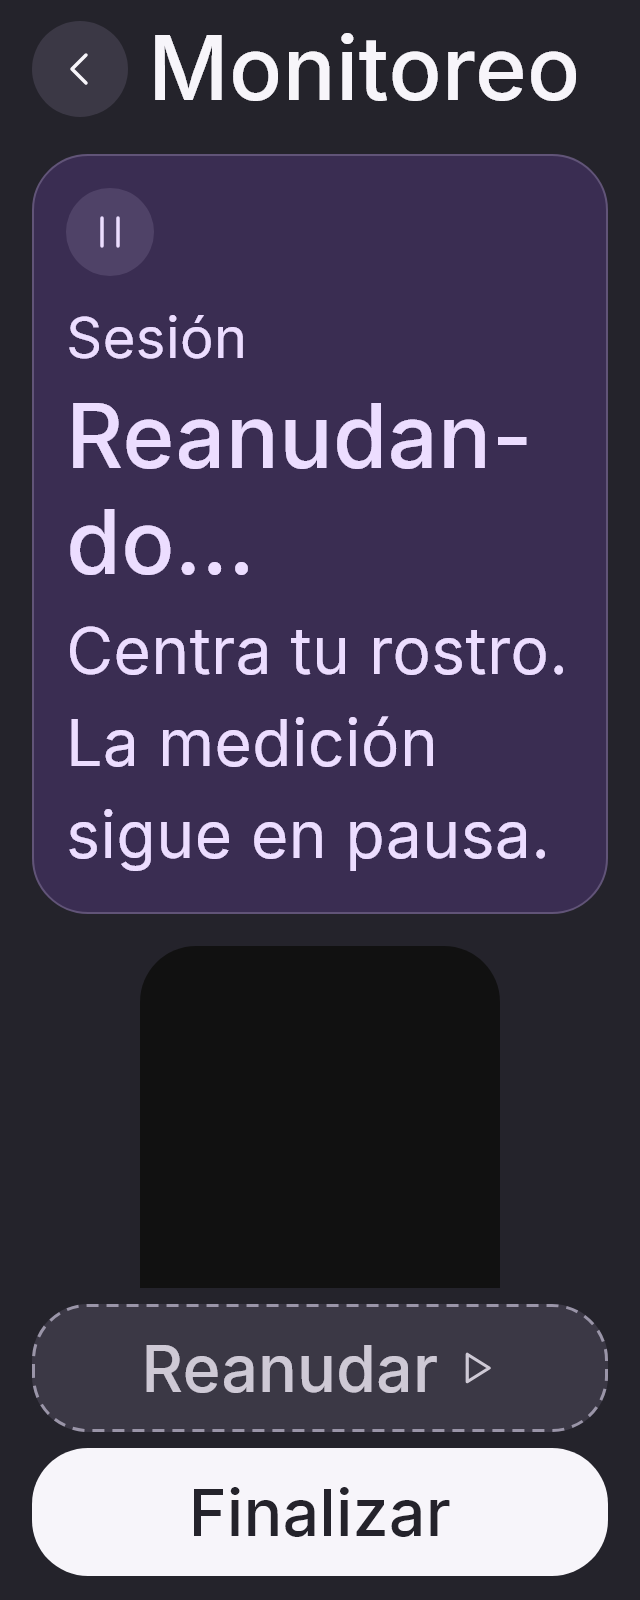 Monitoreo
Sesión
Reanudan-
do...
Centra tu rostro.
La medición
sigue en pausa.
Reanudar
Finalizar